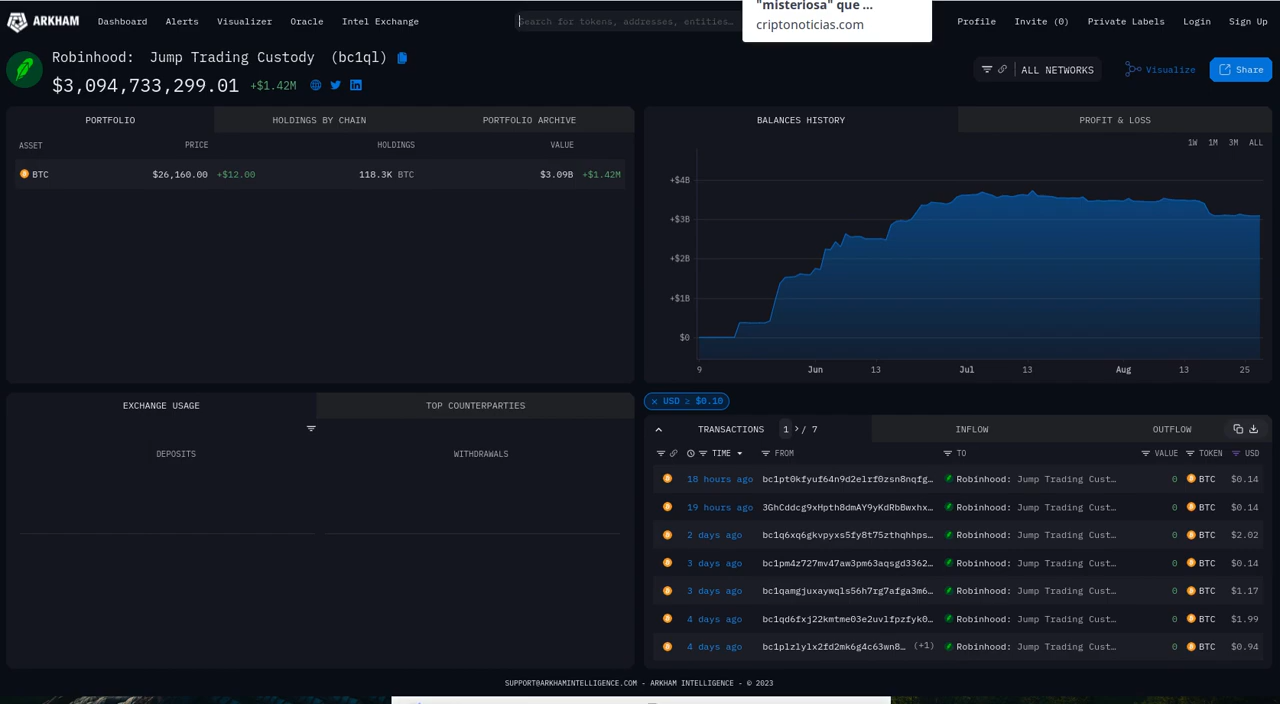 "misteriosa" que ...
criptonoticias.com
ARKHAM Dashboard Alerts Visualizer Oracle Intel Exchange Search for tokens, addresses, entities… Profile Invite (0) Private Labels Login Sign Up
Robinhood: Jump Trading Custody (bc1ql)
$3,094,733,299.01 +$1.42M
ALL NETWORKS Visualize Share
PORTFOLIO HOLDINGS BY CHAIN PORTFOLIO ARCHIVE
ASSET PRICE HOLDINGS VALUE
BTC $26,160.00 +$12.00 118.3K BTC $3.09B +$1.42M
BALANCES HISTORY PROFIT & LOSS
1W 1M 3M ALL
+$4B
+$3B
+$2B
+$1B
$0
9 Jun 13 Jul 13 Aug 13 25
EXCHANGE USAGE TOP COUNTERPARTIES
DEPOSITS WITHDRAWALS
× USD ≥ $0.10
TRANSACTIONS 1 > / 7 INFLOW OUTFLOW
TIME FROM TO VALUE TOKEN USD
18 hours ago bc1pt0kfyuf64n9d2elrf0zsn8nqfg… Robinhood: Jump Trading Cust… 0 BTC $0.14
19 hours ago 3GhCddcg9xHpth8dmAY9yKdRbBwxhx… Robinhood: Jump Trading Cust… 0 BTC $0.14
2 days ago bc1q6xq6gkvpyxs5fy8t75zthqhhps… Robinhood: Jump Trading Cust… 0 BTC $2.02
3 days ago bc1pm4z727mv47aw3pm63aqsgd3362… Robinhood: Jump Trading Cust… 0 BTC $0.14
3 days ago bc1qamgjuxaywqls56h7rg7afga3m6… Robinhood: Jump Trading Cust… 0 BTC $1.17
4 days ago bc1qd6fxj22kmtme03e2uvlfpzfyk0… Robinhood: Jump Trading Cust… 0 BTC $1.99
4 days ago bc1plzlylx2fd2mk6g4c63wn8… (+1) Robinhood: Jump Trading Cust… 0 BTC $0.94
SUPPORT@ARKHAMINTELLIGENCE.COM - ARKHAM INTELLIGENCE - © 2023